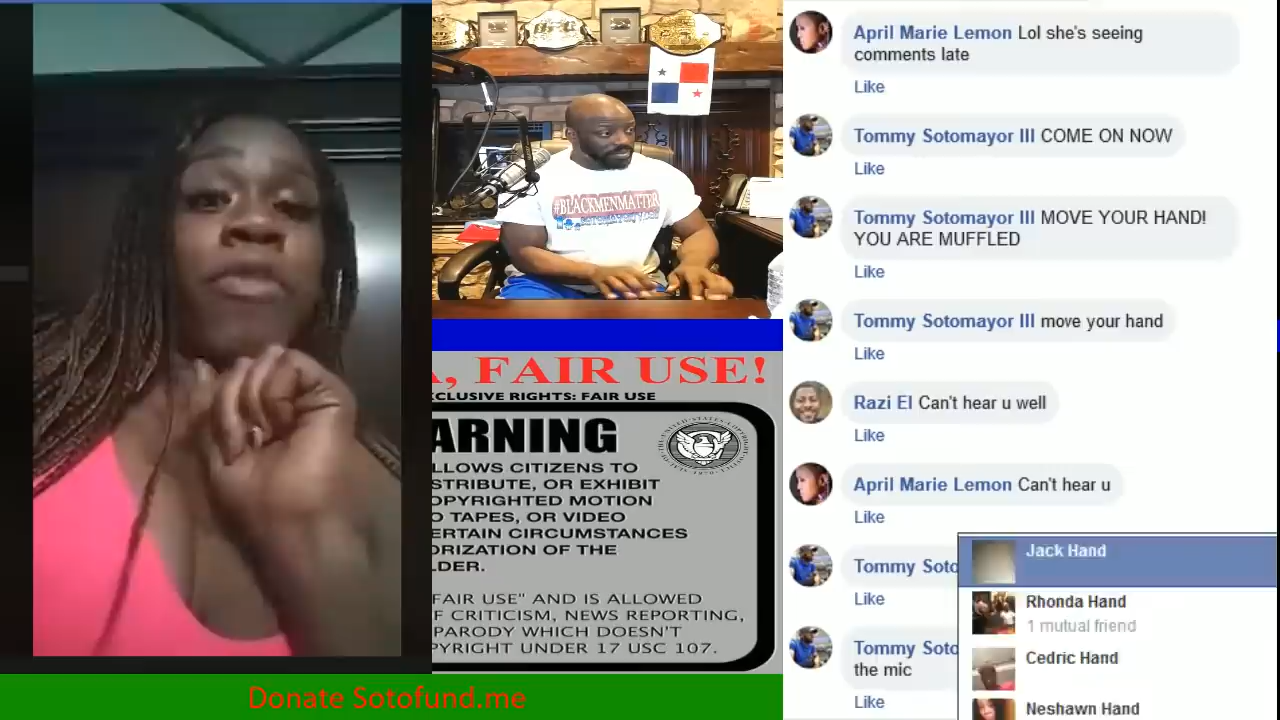 #BLACKMENMATTER
, FAIR USE!
CLUSIVE RIGHTS: FAIR USE
ARNING
LLOWS CITIZENS TO
STRIBUTE, OR EXHIBIT
OPYRIGHTED MOTION
O TAPES, OR VIDEO
ERTAIN CIRCUMSTANCES
ORIZATION OF THE
LDER.
FAIR USE" AND IS ALLOWED
F CRITICISM, NEWS REPORTING,
PARODY WHICH DOESN'T
PYRIGHT UNDER 17 USC 107.
Donate Sotofund.me
April Marie Lemon Lol she's seeing
comments late
Like
Tommy Sotomayor III COME ON NOW
Like
Tommy Sotomayor III MOVE YOUR HAND!
YOU ARE MUFFLED
Like
Tommy Sotomayor III move your hand
Like
Razi El Can't hear u well
Like
April Marie Lemon Can't hear u
Like
Tommy Soto
Like
Tommy Soto
the mic
Like
Jack Hand
Rhonda Hand
1 mutual friend
Cedric Hand
Neshawn Hand